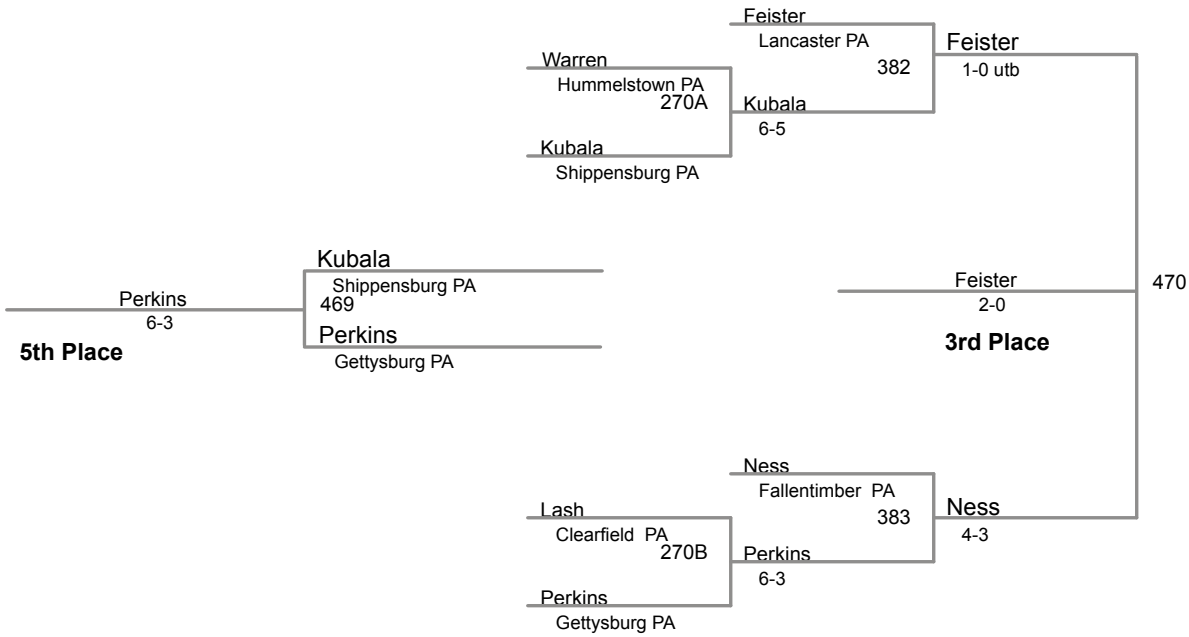 Feister
Lancaster PA
382
Feister
1-0 utb
Warren
Hummelstown PA
270A
Kubala
6-5
Kubala
Shippensburg PA
Kubala
Shippensburg PA
469
Perkins
6-3
5th Place
Perkins
Gettysburg PA
Feister
2-0
3rd Place
470
Ness
Fallentimber  PA
383
Ness
4-3
Lash
Clearfield  PA
270B
Perkins
6-3
Perkins
Gettysburg PA